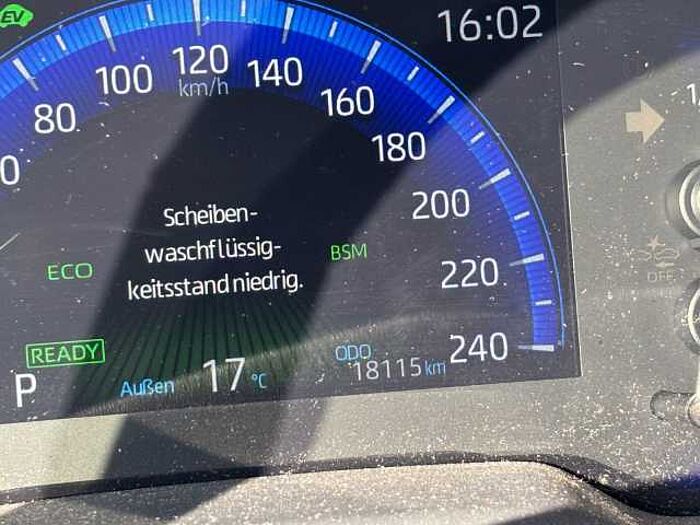 EV
16:02
80
100
120
km/h
140
160
180
200
220
240
Scheiben-
waschflüssig-
keitsstand niedrig.
ECO
BSM
READY
P
Außen 17 °C
ODO
18115 km
OFF